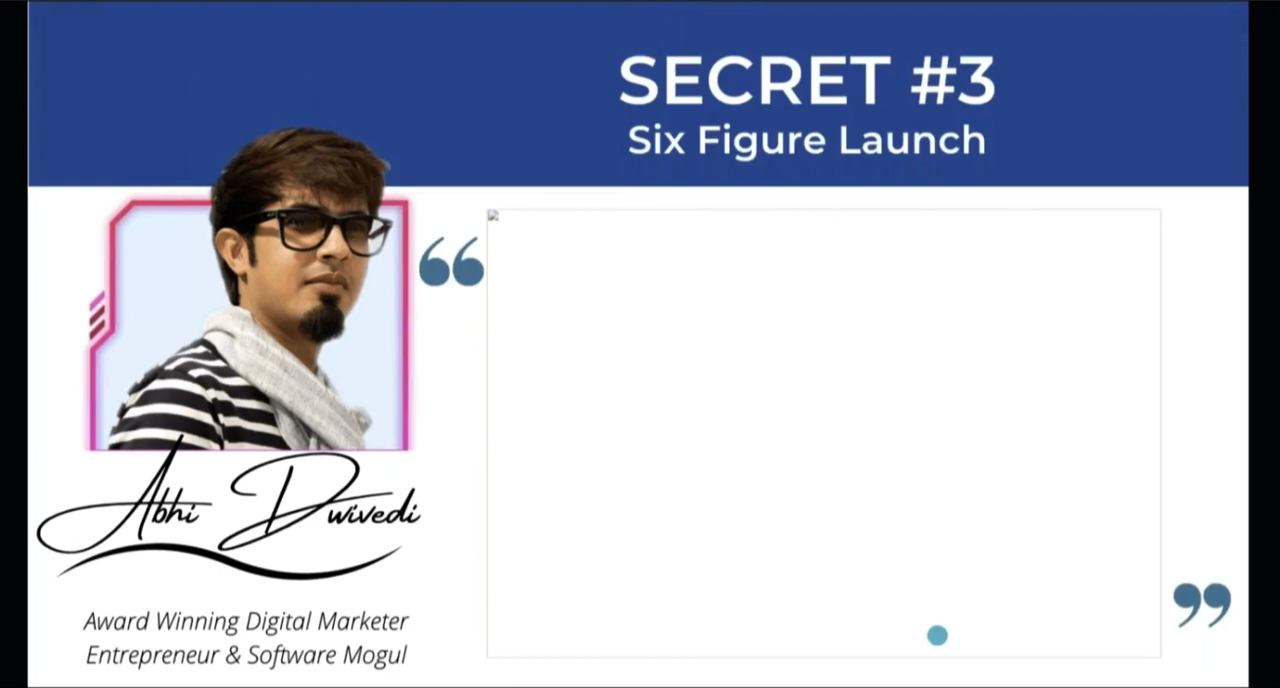 SECRET #3
Six Figure Launch
“
Abhi Dwivedi
Award Winning Digital Marketer
Entrepreneur & Software Mogul
”